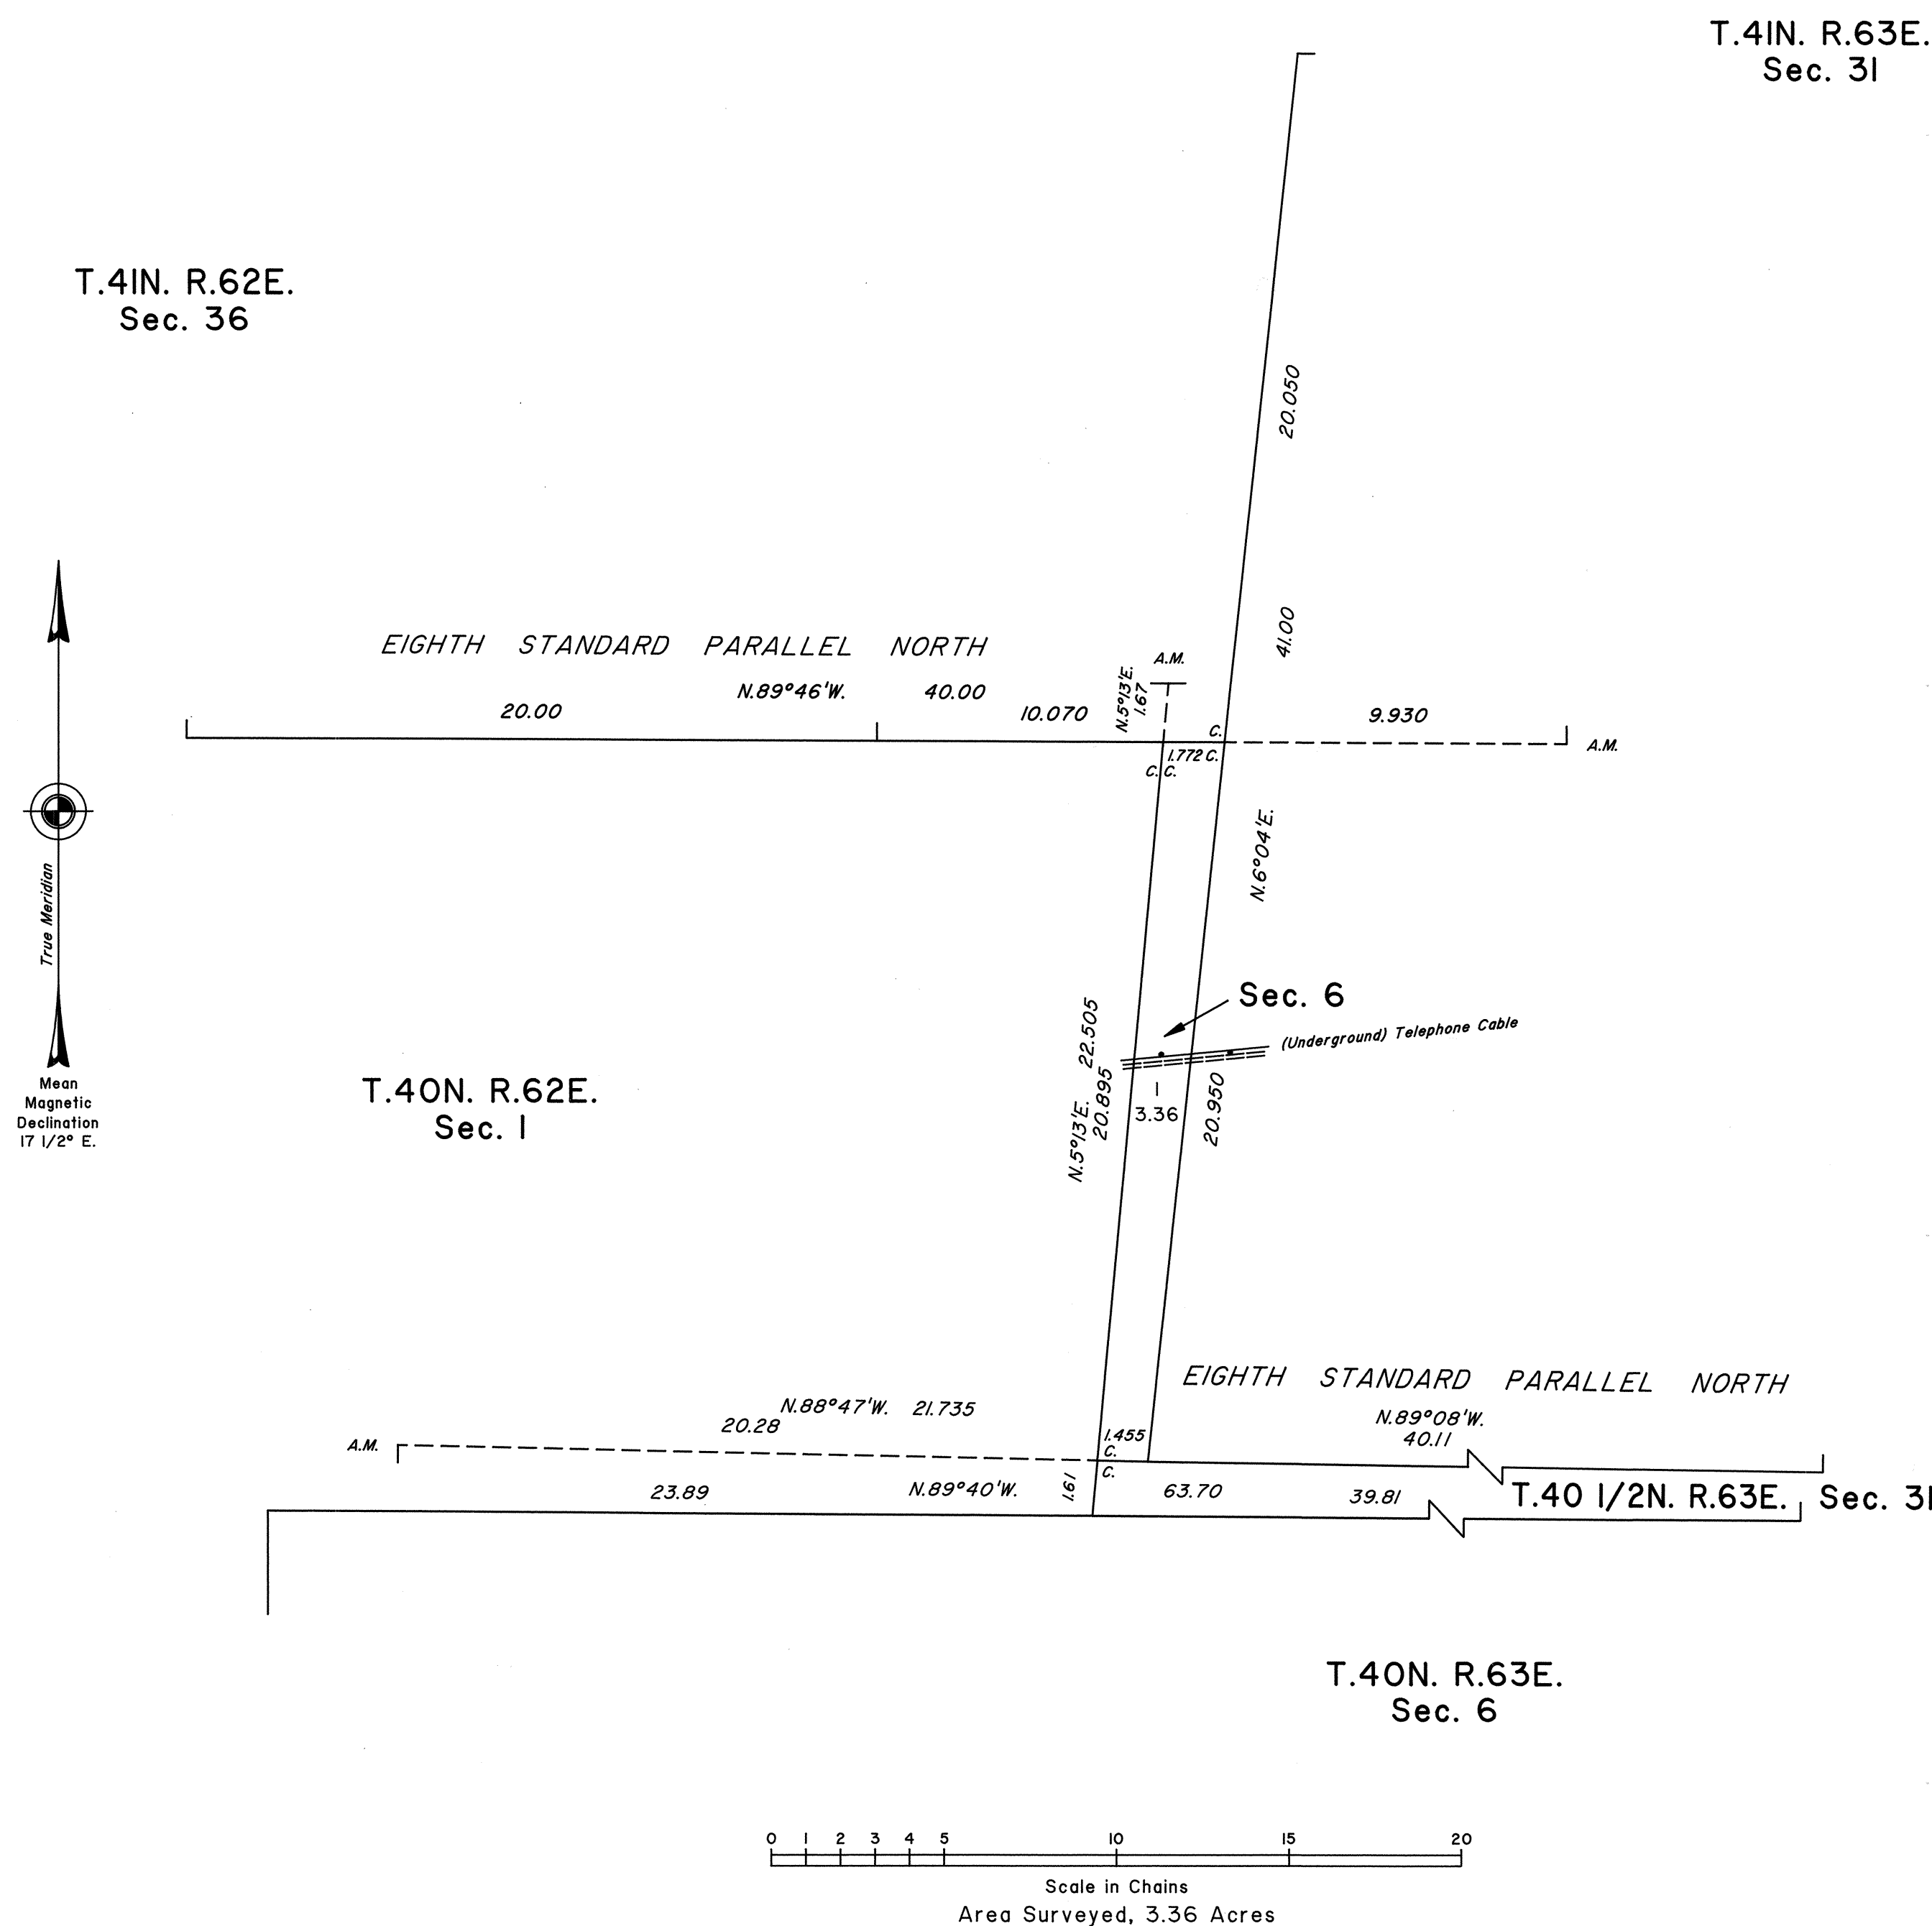 T.41N. R.63E.
Sec. 31
T.41N. R.62E.
Sec. 36
20.050
41.00
EIGHTH STANDARD PARALLEL NORTH
N.89°46'W. 40.00
20.00
10.070
N.5°13'E.
1.67
A.M.
C.
9.930
A.M.
1.772 C.
C. C.
N.6°04'E.
True Meridian
Mean
Magnetic
Declination
17 1/2° E.
Sec. 6
(Underground) Telephone Cable
T.40N. R.62E.
Sec. 1
N.5°13'E. 22.505
20.895
1
3.36
20.950
EIGHTH STANDARD PARALLEL NORTH
N.88°47'W. 21.735
20.28
A.M.
1.455
C.
C.
N.89°08'W.
40.11
23.89
N.89°40'W.
1.61
63.70
39.81
T.40 1/2N. R.63E. Sec. 31
T.40N. R.63E.
Sec. 6
0 1 2 3 4 5 10 15 20
Scale in Chains
Area Surveyed, 3.36 Acres